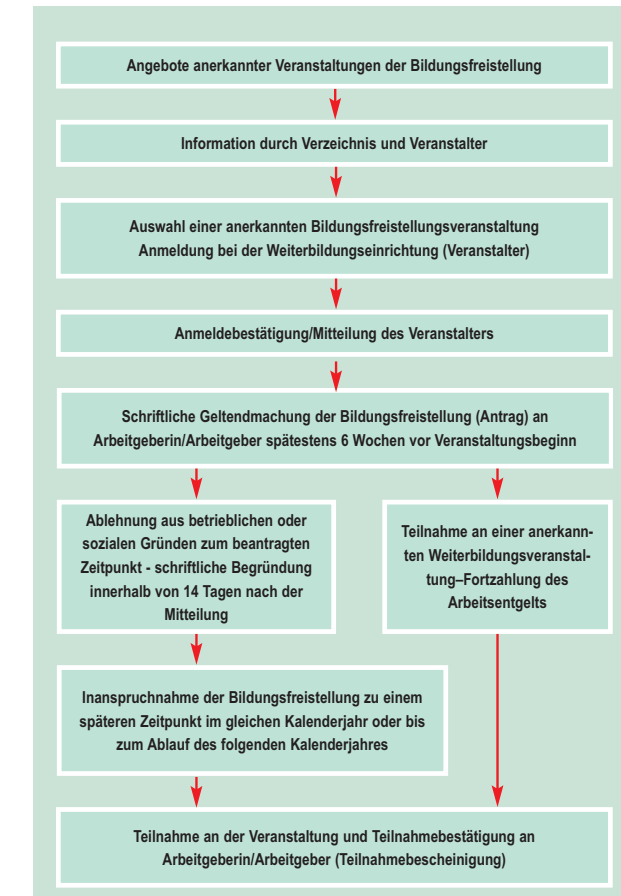 Angebote anerkannter Veranstaltungen der Bildungsfreistellung
Information durch Verzeichnis und Veranstalter
Auswahl einer anerkannten Bildungsfreistellungsveranstaltung
Anmeldung bei der Weiterbildungseinrichtung (Veranstalter)
Anmeldebestätigung/Mitteilung des Veranstalters
Schriftliche Geltendmachung der Bildungsfreistellung (Antrag) an
Arbeitgeberin/Arbeitgeber spätestens 6 Wochen vor Veranstaltungsbeginn
Ablehnung aus betrieblichen oder
sozialen Gründen zum beantragten
Zeitpunkt - schriftliche Begründung
innerhalb von 14 Tagen nach der
Mitteilung
Teilnahme an einer anerkann-
ten Weiterbildungsveranstal-
tung–Fortzahlung des
Arbeitsentgelts
Inanspruchnahme der Bildungsfreistellung zu einem
späteren Zeitpunkt im gleichen Kalenderjahr oder bis
zum Ablauf des folgenden Kalenderjahres
Teilnahme an der Veranstaltung und Teilnahmebestätigung an
Arbeitgeberin/Arbeitgeber (Teilnahmebescheinigung)